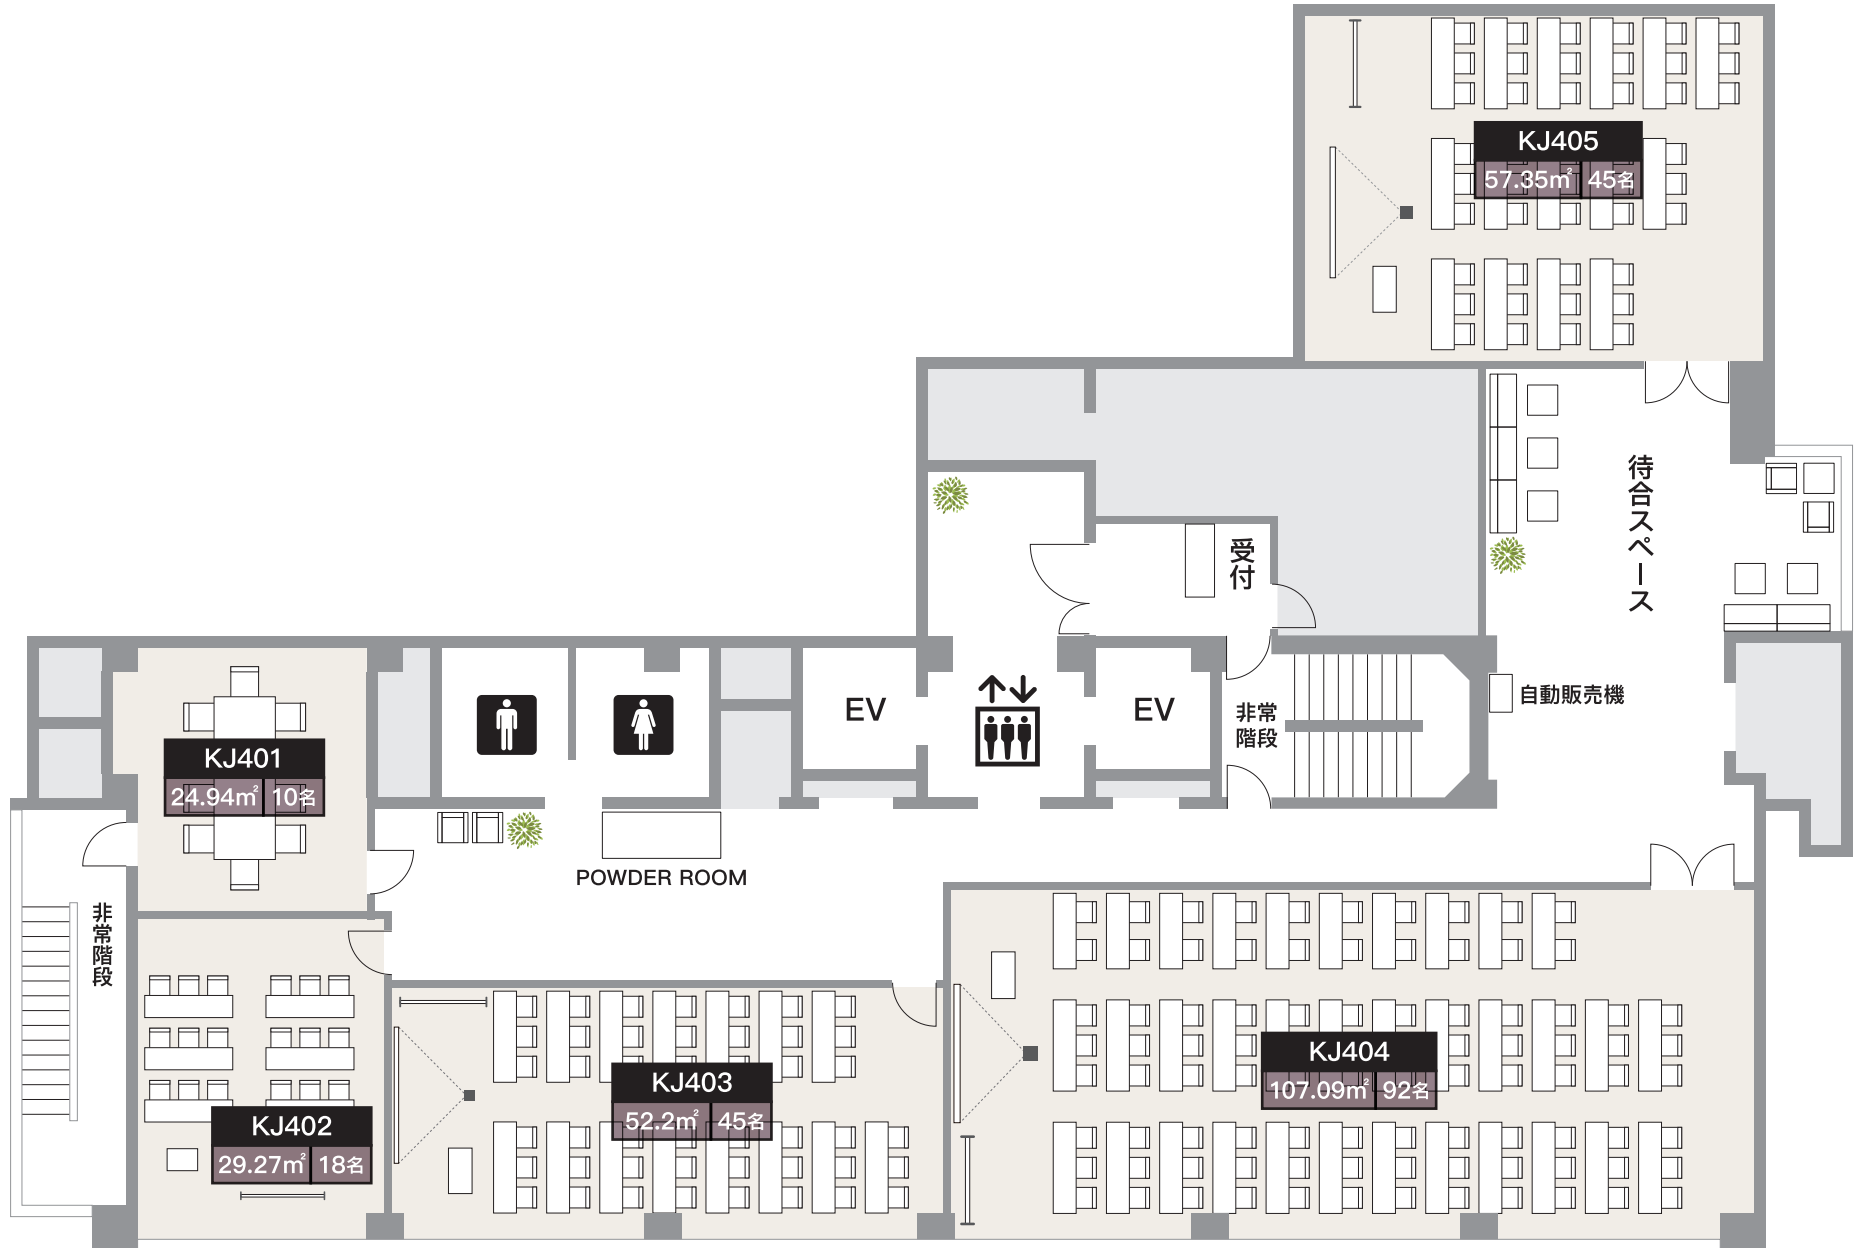 KJ405
57.35㎡ 45名
待合スペース
受付
EV
EV
非常
階段
自動販売機
KJ401
24.94㎡ 10名
POWDER ROOM
非常階段
KJ404
107.09㎡ 92名
KJ403
52.2㎡ 45名
KJ402
29.27㎡ 18名